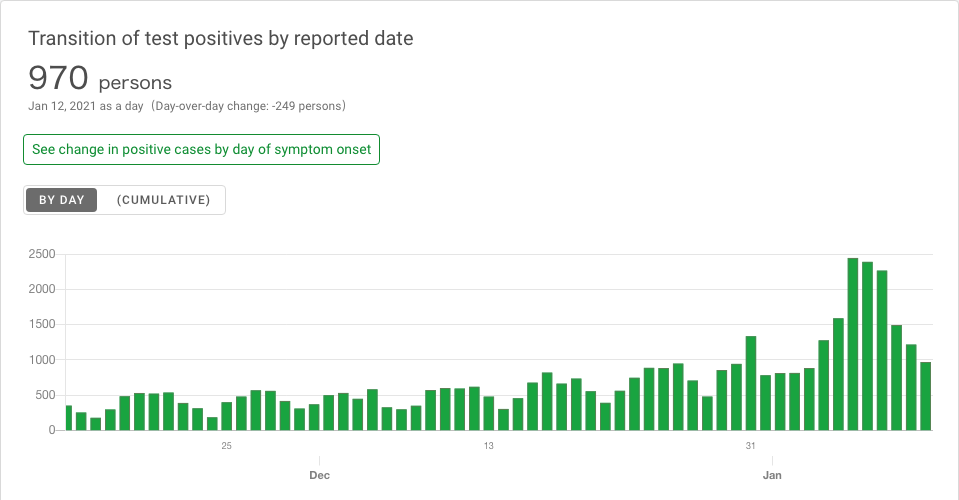 Transition of test positives by reported date
970 persons
Jan 12, 2021 as a day（Day-over-day change: -249 persons）
See change in positive cases by day of symptom onset
BY DAY (CUMULATIVE)
2500
2000
1500
1000
500
0
25 13 31
Dec Jan